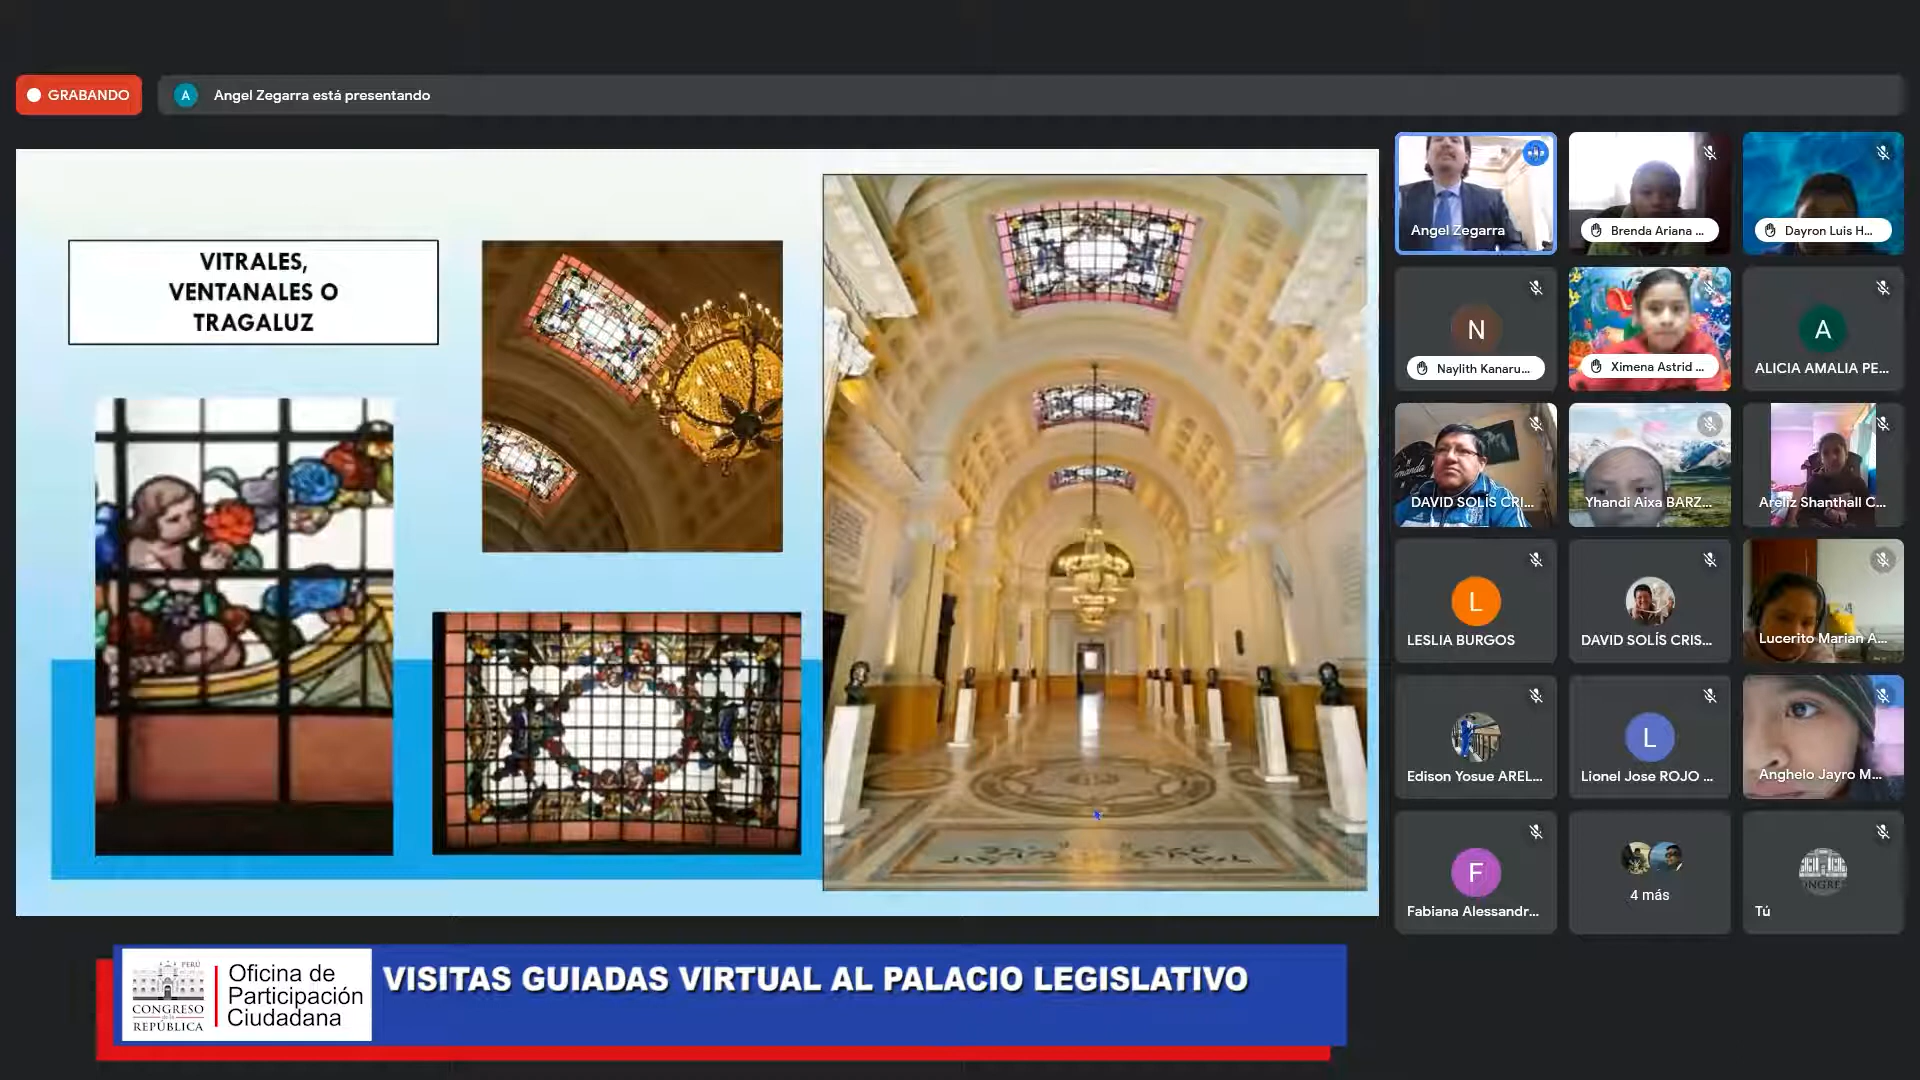 GRABANDO
A
Angel Zegarra está presentando
VITRALES,
VENTANALES O
TRAGALUZ
Angel Zegarra
Brenda Ariana ...
Dayron Luis H...
N
Naylith Kanaru...
Ximena Astrid ...
A
ALICIA AMALIA PE...
DAVID SOLÍS CRI...
Yhandi Aixa BARZ...
Areliz Shanthall C...
L
LESLIA BURGOS
DAVID SOLÍS CRIS...
Lucerito Marian A...
Edison Yosue AREL...
L
Lionel Jose ROJO ...
Anghelo Jayro M...
F
Fabiana Alessandr...
4 más
Tú
PERÚ
CONGRESO
de la
REPÚBLICA
Oficina de
Participación
Ciudadana
VISITAS GUIADAS VIRTUAL AL PALACIO LEGISLATIVO